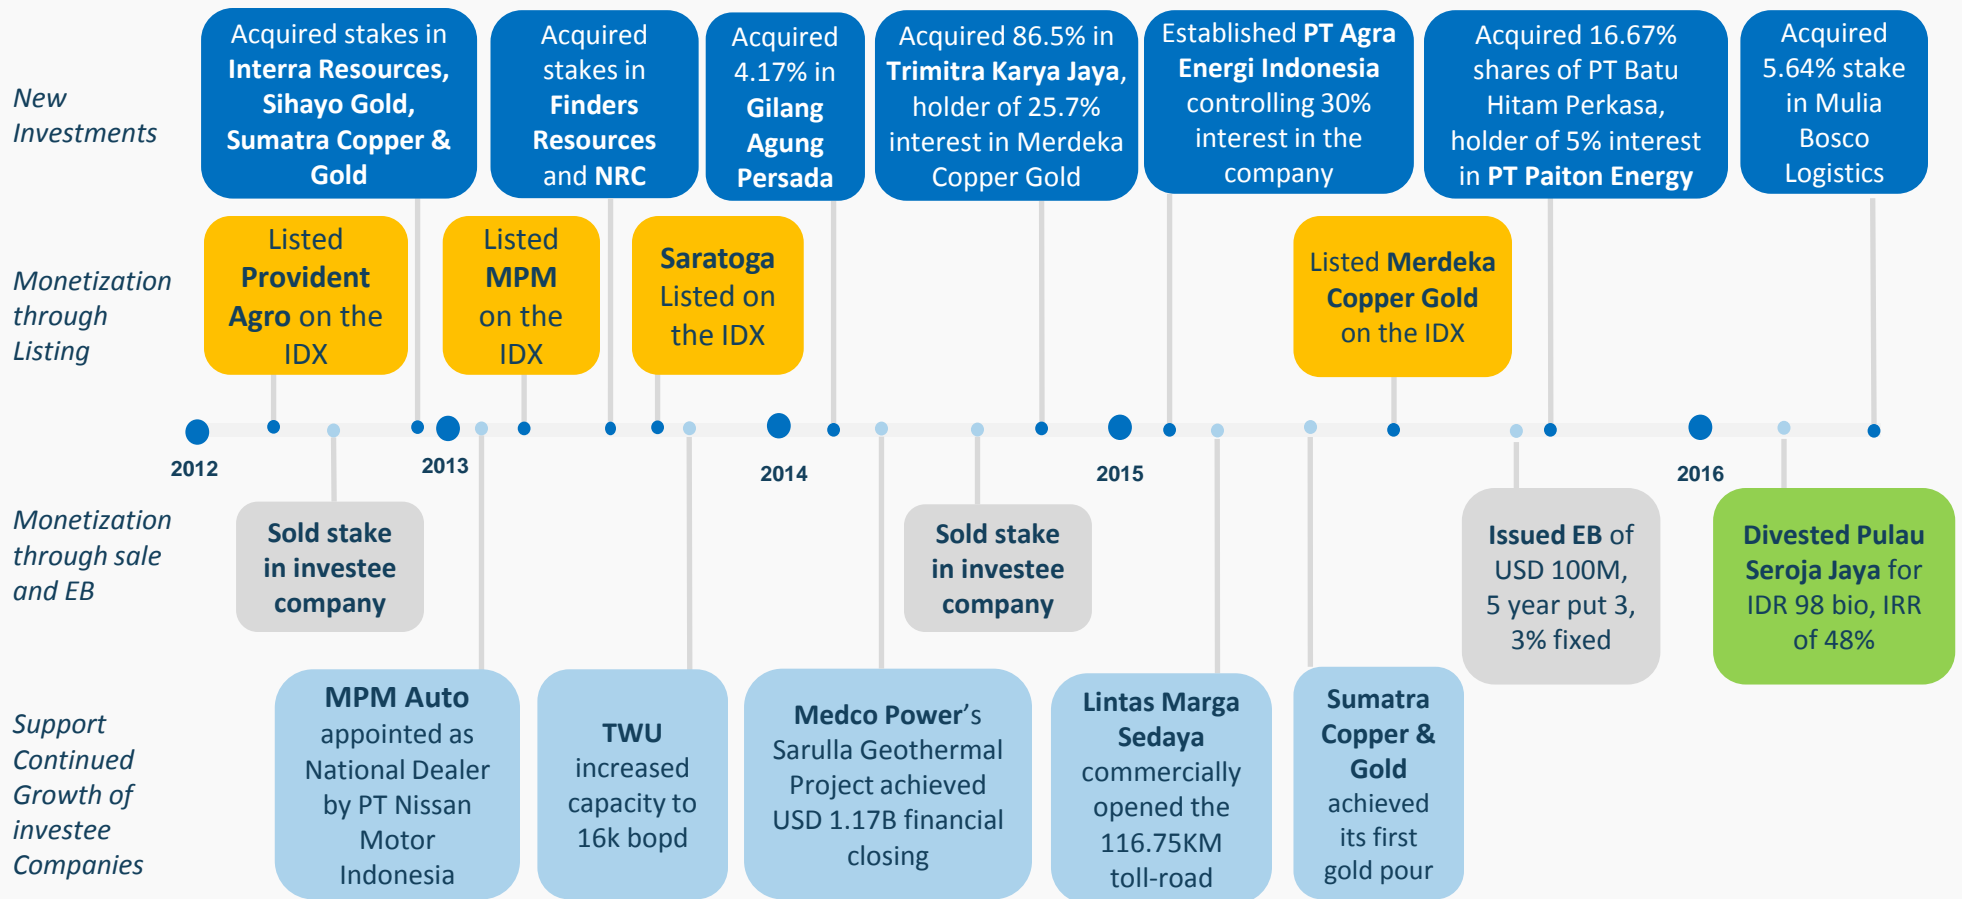 New
Investments
Acquired stakes in
Interra Resources,
Sihayo Gold,
Sumatra Copper &
Gold
Acquired
stakes in
Finders
Resources
and NRC
Acquired
4.17% in
Gilang
Agung
Persada
Acquired 86.5% in
Trimitra Karya Jaya,
holder of 25.7%
interest in Merdeka
Copper Gold
Established PT Agra
Energi Indonesia
controlling 30%
interest in the
company
Acquired 16.67%
shares of PT Batu
Hitam Perkasa,
holder of 5% interest
in PT Paiton Energy
Acquired
5.64% stake
in Mulia
Bosco
Logistics
Monetization
through
Listing
Listed
Provident
Agro on the
IDX
Listed
MPM
on the
IDX
Saratoga
Listed on
the IDX
Listed Merdeka
Copper Gold
on the IDX
2012
2013
2014
2015
2016
Monetization
through sale
and EB
Sold stake
in investee
company
Sold stake
in investee
company
Issued EB of
USD 100M,
5 year put 3,
3% fixed
Divested Pulau
Seroja Jaya for
IDR 98 bio, IRR
of 48%
Support
Continued
Growth of
investee
Companies
MPM Auto
appointed as
National Dealer
by PT Nissan
Motor
Indonesia
TWU
increased
capacity to
16k bopd
Medco Power's
Sarulla Geothermal
Project achieved
USD 1.17B financial
closing
Lintas Marga
Sedaya
commercially
opened the
116.75KM
toll-road
Sumatra
Copper &
Gold
achieved
its first
gold pour